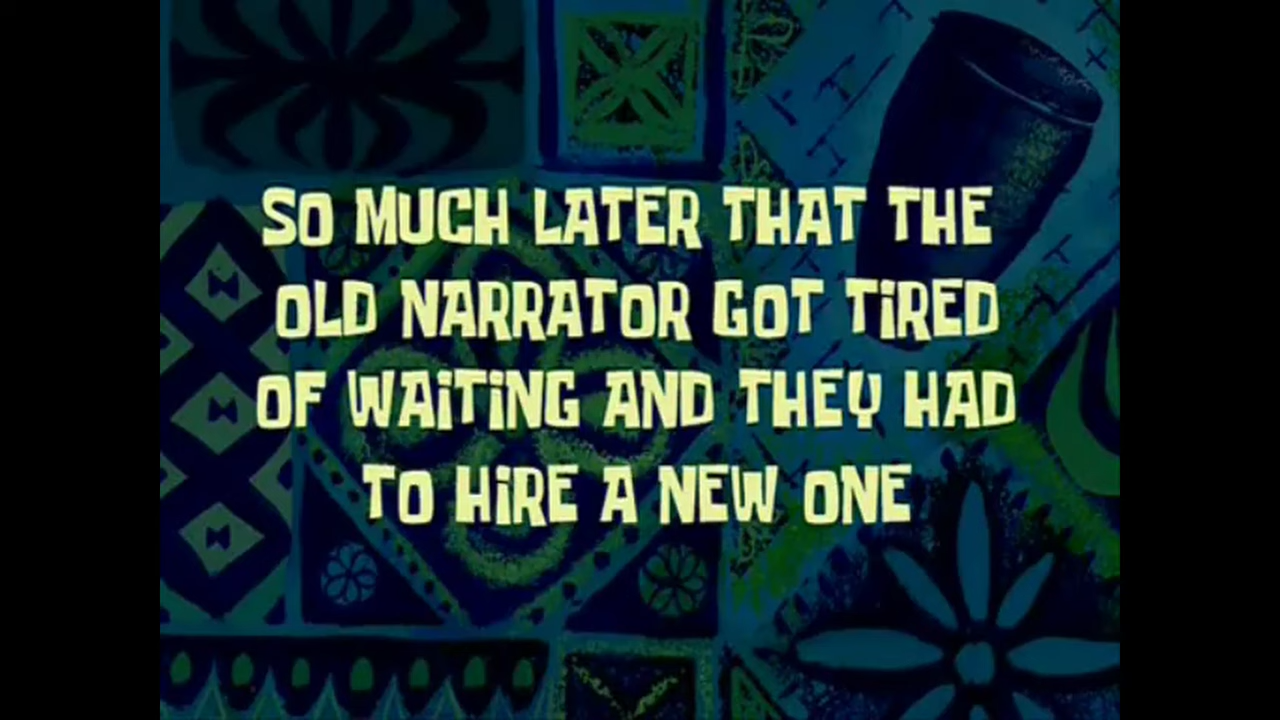 SO MUCH LATER THAT THE
OLD NARRATOR GOT TiRED
OF WAiTiNG AND THEY HAD
TO HiRE A NEW ONE